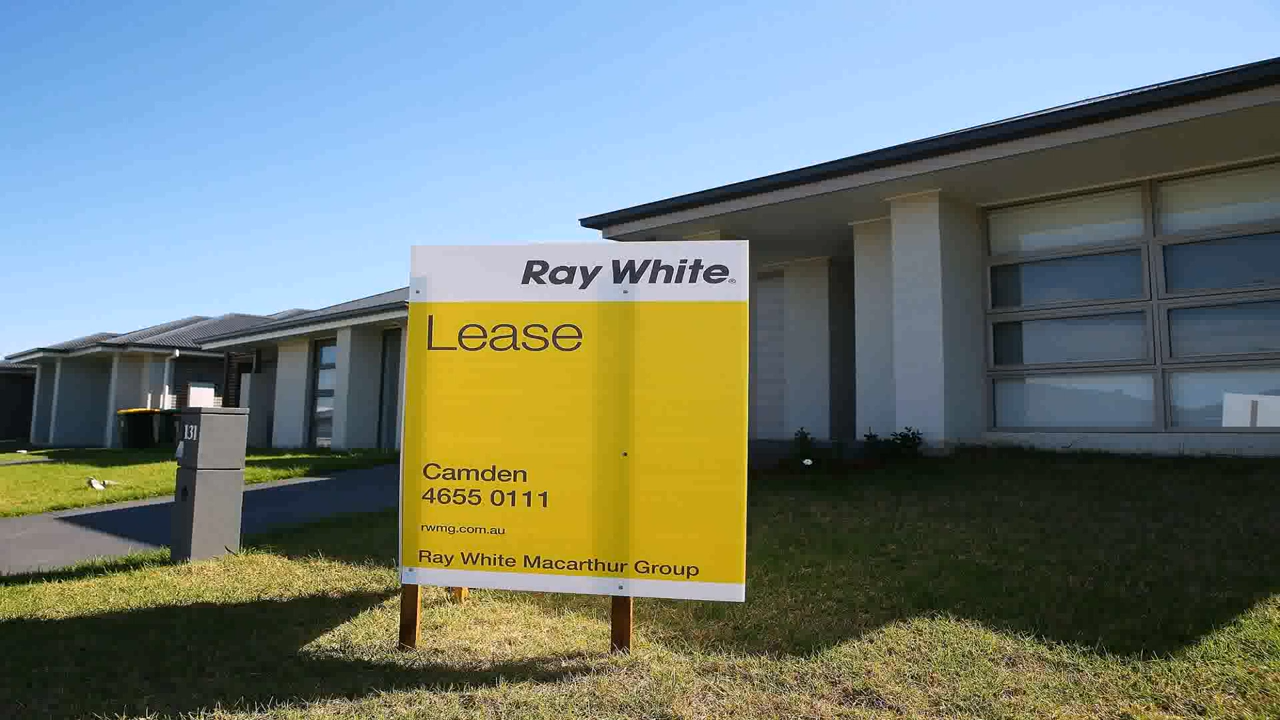 Ray White®
Lease
Camden
4655 0111
rwmg.com.au
Ray White Macarthur Group
131